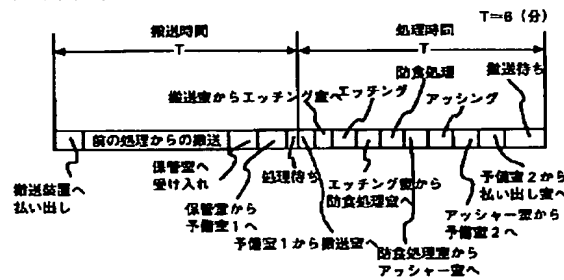 T=6(分)
搬送時間
処理時間
T
T
防食処理
搬送待ち
エッチング
搬送室からエッチング室へ
アッシング
前の処理からの搬送
搬送装置へ
払い出し
保管室へ
受け入れ
保管室から
予備室1へ
処理待ち
予備室1から搬送室へ
エッチング室から
防食処理室へ
防食処理室から
アッシャー室へ
アッシャー室から
予備室2へ
予備室2から
払い出し室へ